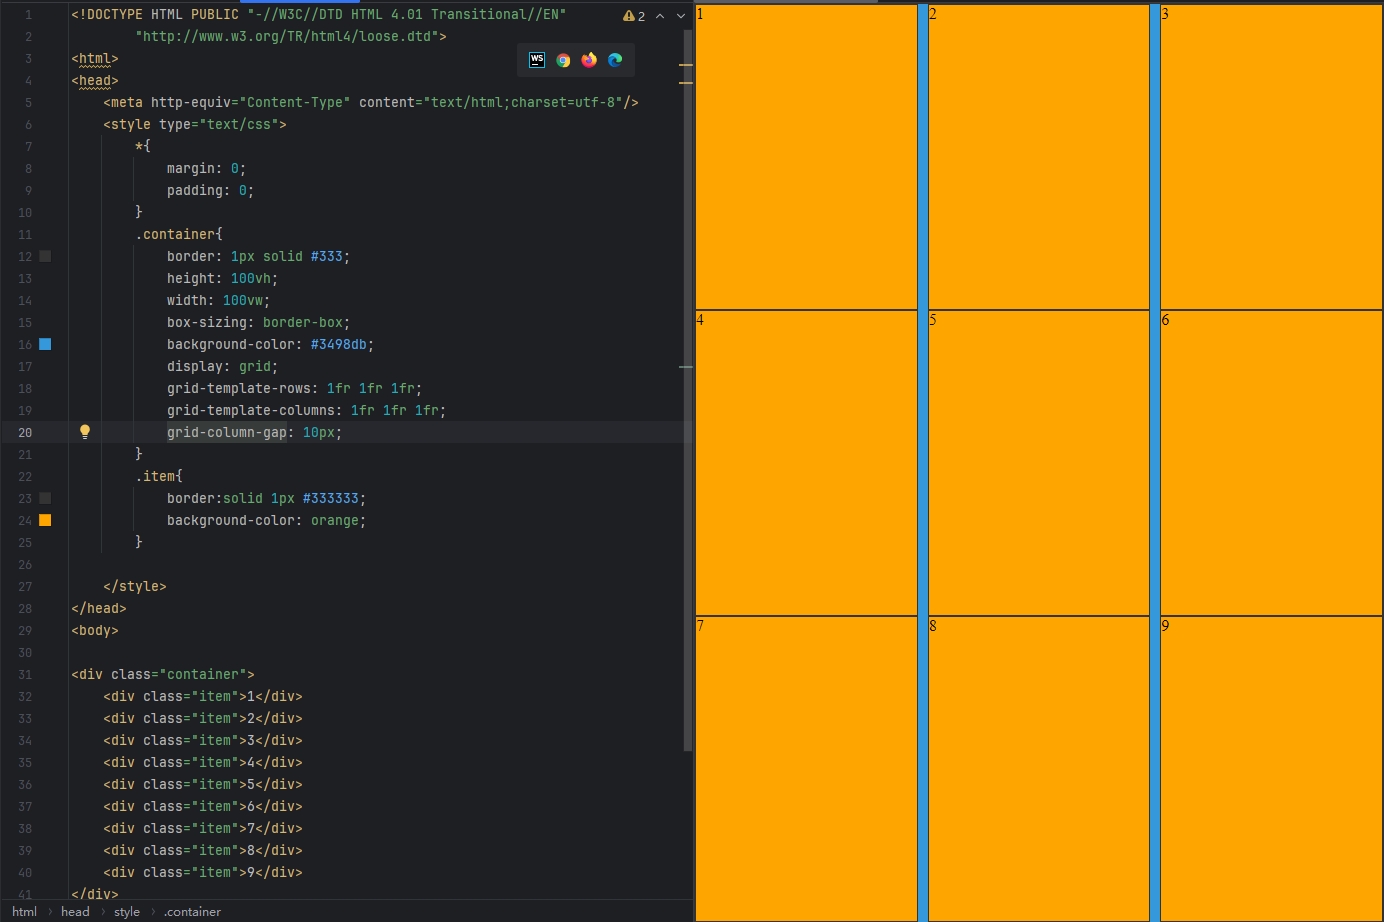 1 <!DOCTYPE HTML PUBLIC "-//W3C//DTD HTML 4.01 Transitional//EN"
2 "http://www.w3.org/TR/html4/loose.dtd">
3 <html>
4 <head>
5 <meta http-equiv="Content-Type" content="text/html;charset=utf-8"/>
6 <style type="text/css">
7 *{
8 margin: 0;
9 padding: 0;
10 }
11 .container{
12 border: 1px solid #333;
13 height: 100vh;
14 width: 100vw;
15 box-sizing: border-box;
16 background-color: #3498db;
17 display: grid;
18 grid-template-rows: 1fr 1fr 1fr;
19 grid-template-columns: 1fr 1fr 1fr;
20 grid-column-gap: 10px;
21 }
22 .item{
23 border:solid 1px #333333;
24 background-color: orange;
25 }
26
27 </style>
28 </head>
29 <body>
30
31 <div class="container">
32 <div class="item">1</div>
33 <div class="item">2</div>
34 <div class="item">3</div>
35 <div class="item">4</div>
36 <div class="item">5</div>
37 <div class="item">6</div>
38 <div class="item">7</div>
39 <div class="item">8</div>
40 <div class="item">9</div>
41 </div>
2
WS
html > head > style > .container
1 2 3
4 5 6
7 8 9